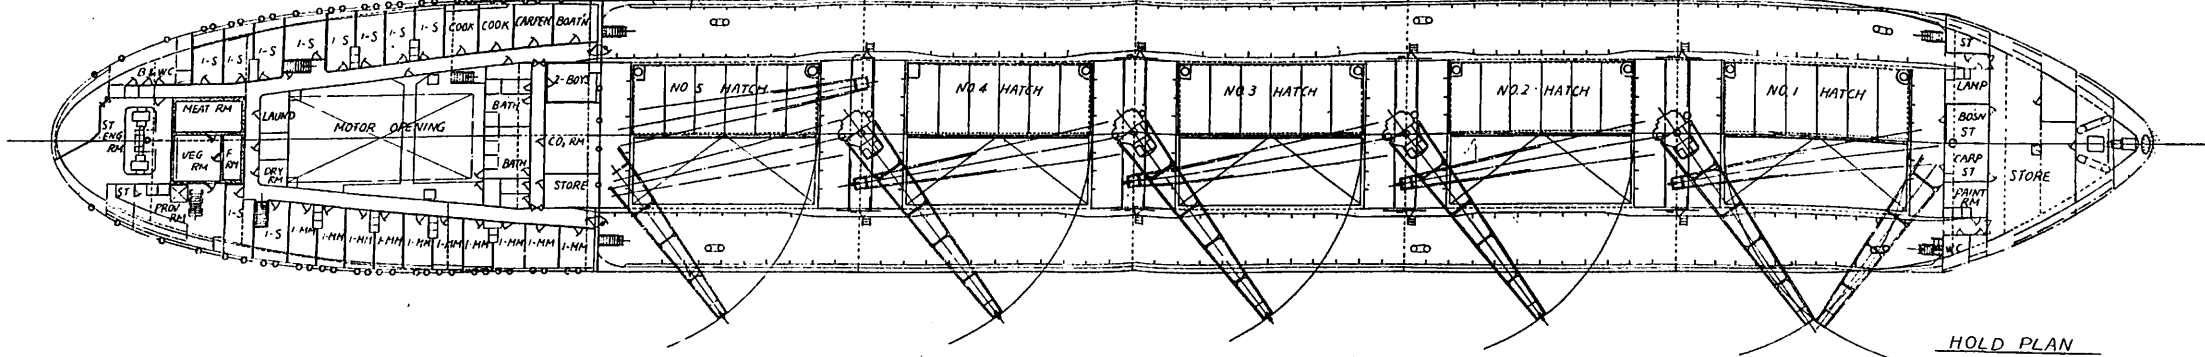 1-S
1-S
1-S
1-S
1-S
1-S
1-S
1-S
COOK
COOK
CARPEN
BOAT'N
B & WC
MEAT RM
ST
ENG
RM
VEG
RM
F
RM
LAUND
DRY
RM
MOTOR OPENING
BATH
BATH
2-BOYS
CO₂ RM
STORE
ST
PROV
RM
1-S
1-S
1-MM
1-MM
1-MM
1-MM
1-MM
1-MM
1-MM
1-MM
1-MM
1-MM
NO 5 HATCH
NO. 4 HATCH
NO. 3 HATCH
NO. 2 HATCH
NO. 1 HATCH
ST
LAMP
BOSN
ST
CARP
ST
PAINT
RM
WC
STORE
HOLD PLAN